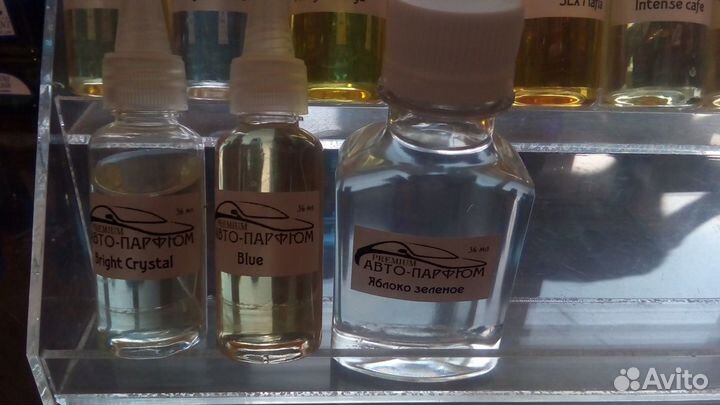 Sex Mafia
Intense cafe
36 мл
PREMIUM
АВТО-ПАРФЮМ
Bright Crystal
36 мл
PREMIUM
АВТО-ПАРФЮМ
Blue
36 мл
PREMIUM
АВТО-ПАРФЮМ
Яблоко зеленое
Avito